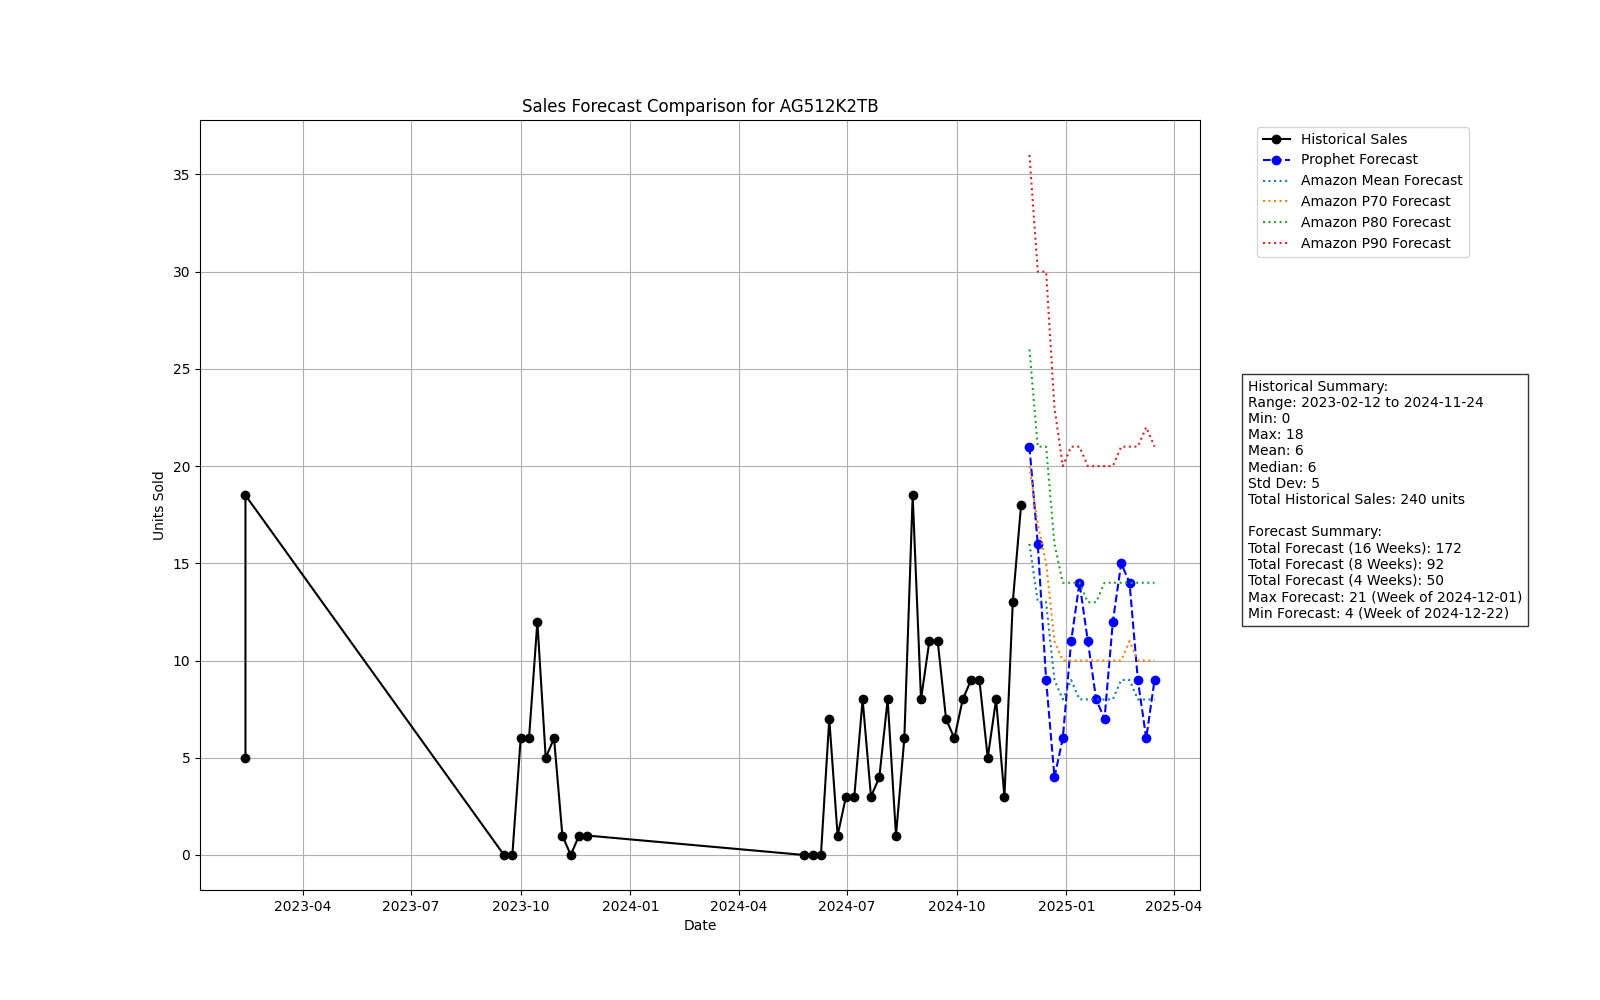 Sales Forecast Comparison for AG512K2TB
Historical Sales
Prophet Forecast
Amazon Mean Forecast
Amazon P70 Forecast
Amazon P80 Forecast
Amazon P90 Forecast
35
30
25
20
15
10
5
0
Units Sold
Historical Summary:
Range: 2023-02-12 to 2024-11-24
Min: 0
Max: 18
Mean: 6
Median: 6
Std Dev: 5
Total Historical Sales: 240 units
Forecast Summary:
Total Forecast (16 Weeks): 172
Total Forecast (8 Weeks): 92
Total Forecast (4 Weeks): 50
Max Forecast: 21 (Week of 2024-12-01)
Min Forecast: 4 (Week of 2024-12-22)
2023-04 2023-07 2023-10 2024-01 2024-04 2024-07 2024-10 2025-01 2025-04
Date